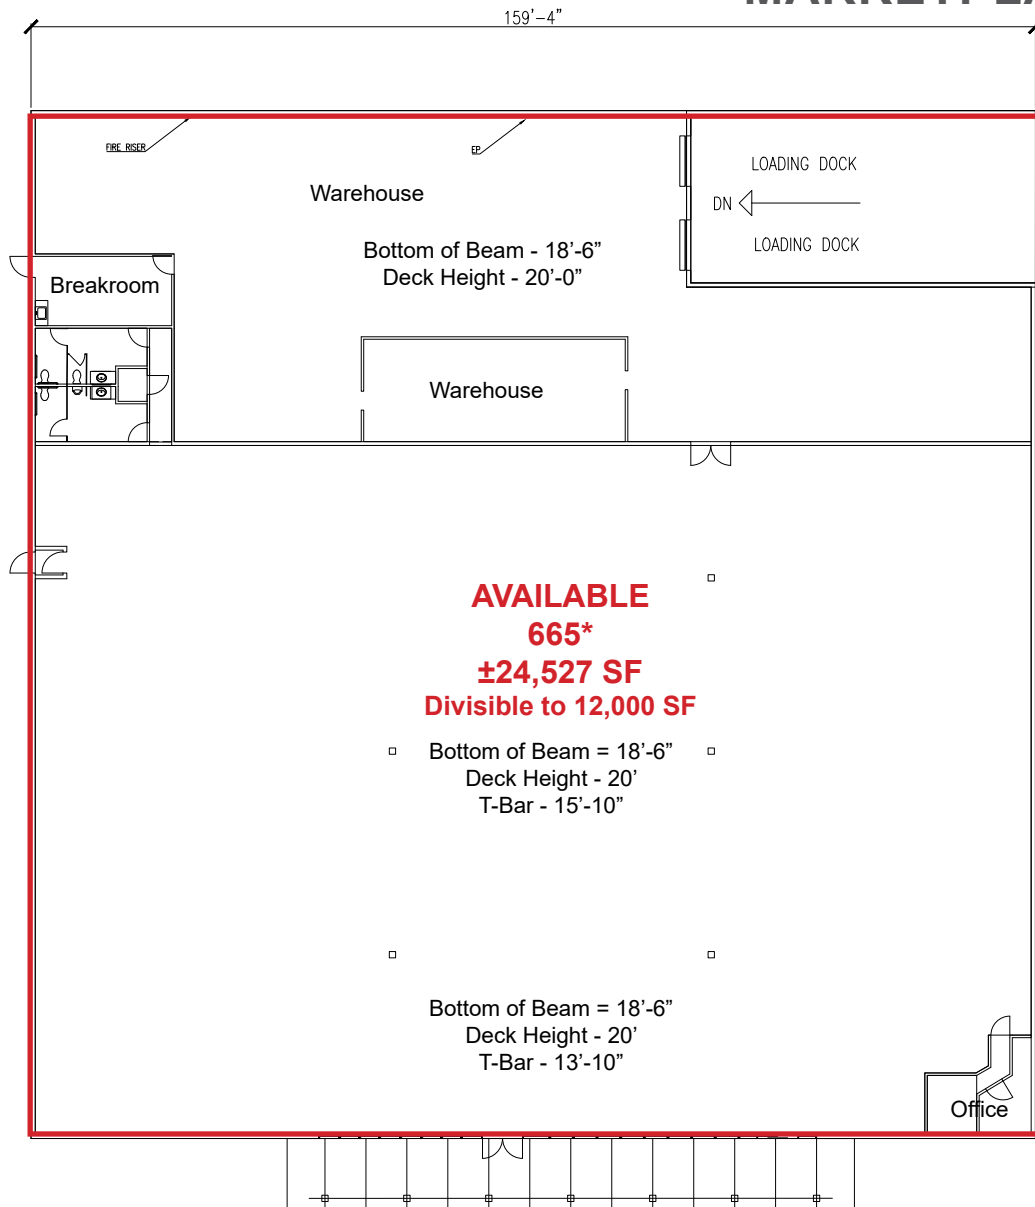 159'-4"
FIRE RISER
EP
LOADING DOCK
Warehouse
DN
LOADING DOCK
Bottom of Beam - 18'-6”
Deck Height - 20'-0”
Breakroom
Warehouse
AVAILABLE
665*
±24,527 SF
Divisible to 12,000 SF
Bottom of Beam = 18’-6”
Deck Height - 20’
T-Bar - 15’-10”
Bottom of Beam = 18’-6”
Deck Height - 20’
T-Bar - 13’-10”
Office